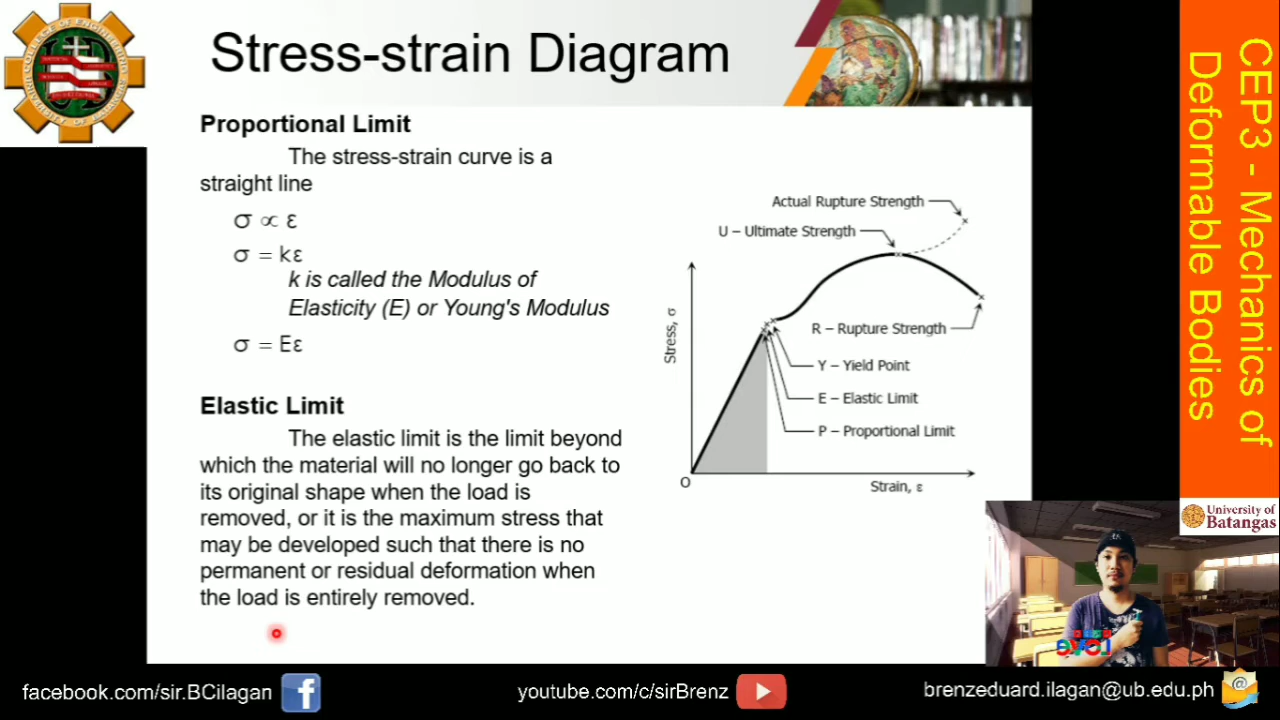 Stress-strain Diagram
Proportional Limit
The stress-strain curve is a
straight line
σ ∝ ε
σ = kε
k is called the Modulus of
Elasticity (E) or Young's Modulus
σ = Eε
Elastic Limit
The elastic limit is the limit beyond
which the material will no longer go back to
its original shape when the load is
removed, or it is the maximum stress that
may be developed such that there is no
permanent or residual deformation when
the load is entirely removed.
Actual Rupture Strength
U – Ultimate Strength
Stress, σ
R – Rupture Strength
Y – Yield Point
E – Elastic Limit
P – Proportional Limit
O
Strain, ε
CEP3 - Mechanics of
Deformable Bodies
University of
Batangas
facebook.com/sir.BCilagan
youtube.com/c/sirBrenz
brenzeduard.ilagan@ub.edu.ph